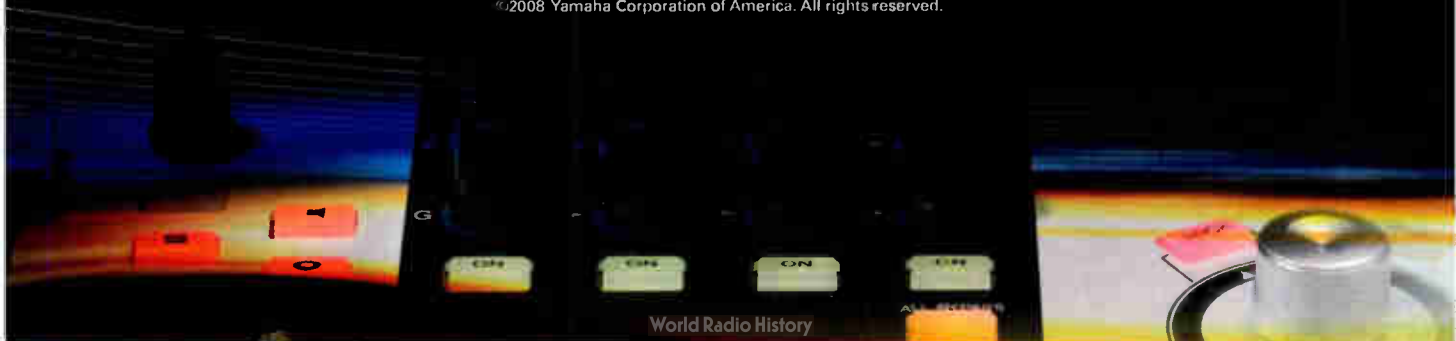 ©2008 Yamaha Corporation of America. All rights reserved.
G
ON ON ON ON
World Radio History